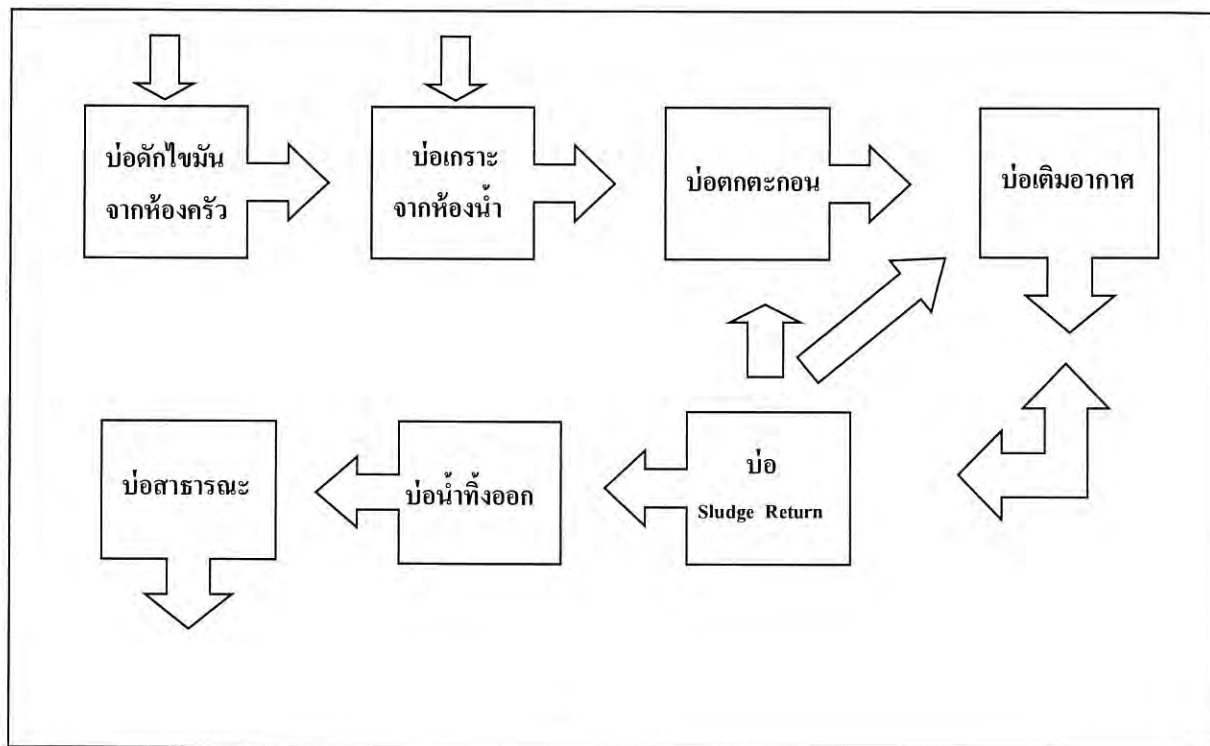 บ่อดักไขมัน
จากห้องครัว
บ่อเกราะ
จากห้องน้ำ
บ่อตกตะกอน
บ่อเติมอากาศ
บ่อสาธารณะ
บ่อน้ำทิ้งออก
บ่อ
Sludge Return